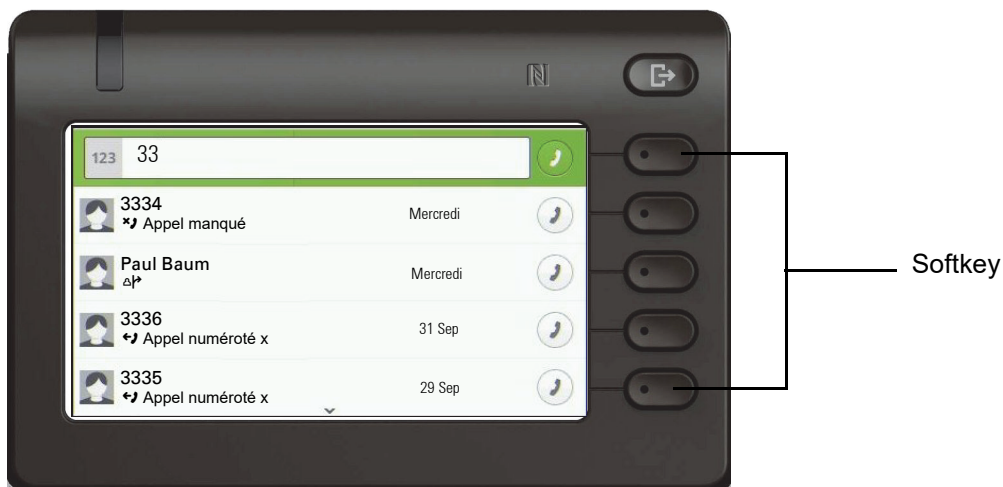 123 33
3334
Appel manqué
Mercredi
Paul Baum
Mercredi
3336
Appel numéroté x
31 Sep
3335
Appel numéroté x
29 Sep
Softkey